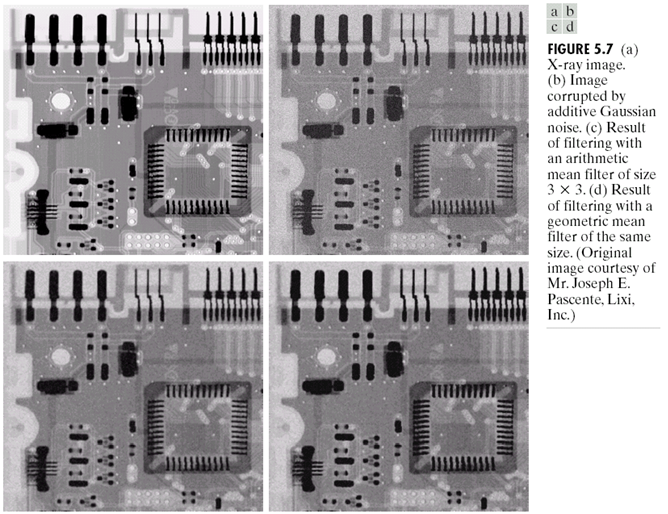 a b
c d
FIGURE 5.7 (a)
X-ray image.
(b) Image
corrupted by
additive Gaussian
noise. (c) Result
of filtering with
an arithmetic
mean filter of size
3 × 3. (d) Result
of filtering with a
geometric mean
filter of the same
size. (Original
image courtesy of
Mr. Joseph E.
Pascente, Lixi,
Inc.)